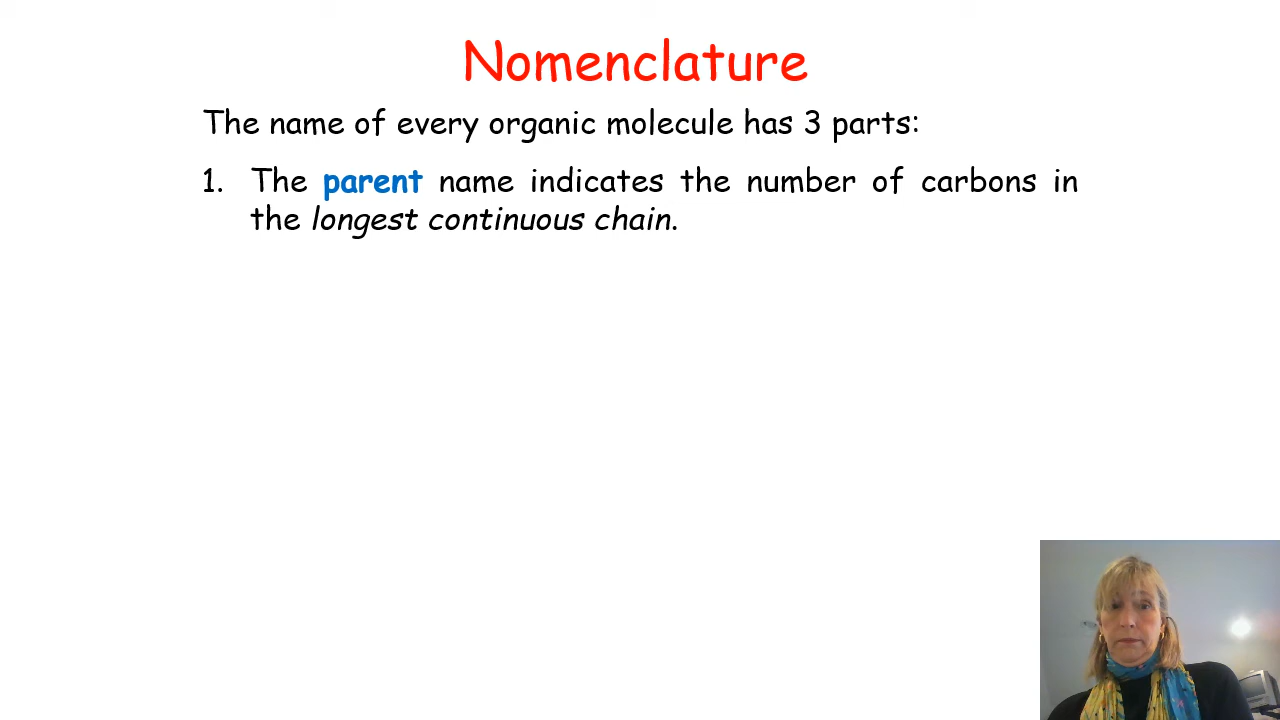 Nomenclature
The name of every organic molecule has 3 parts:
1. The parent name indicates the number of carbons in
the longest continuous chain.